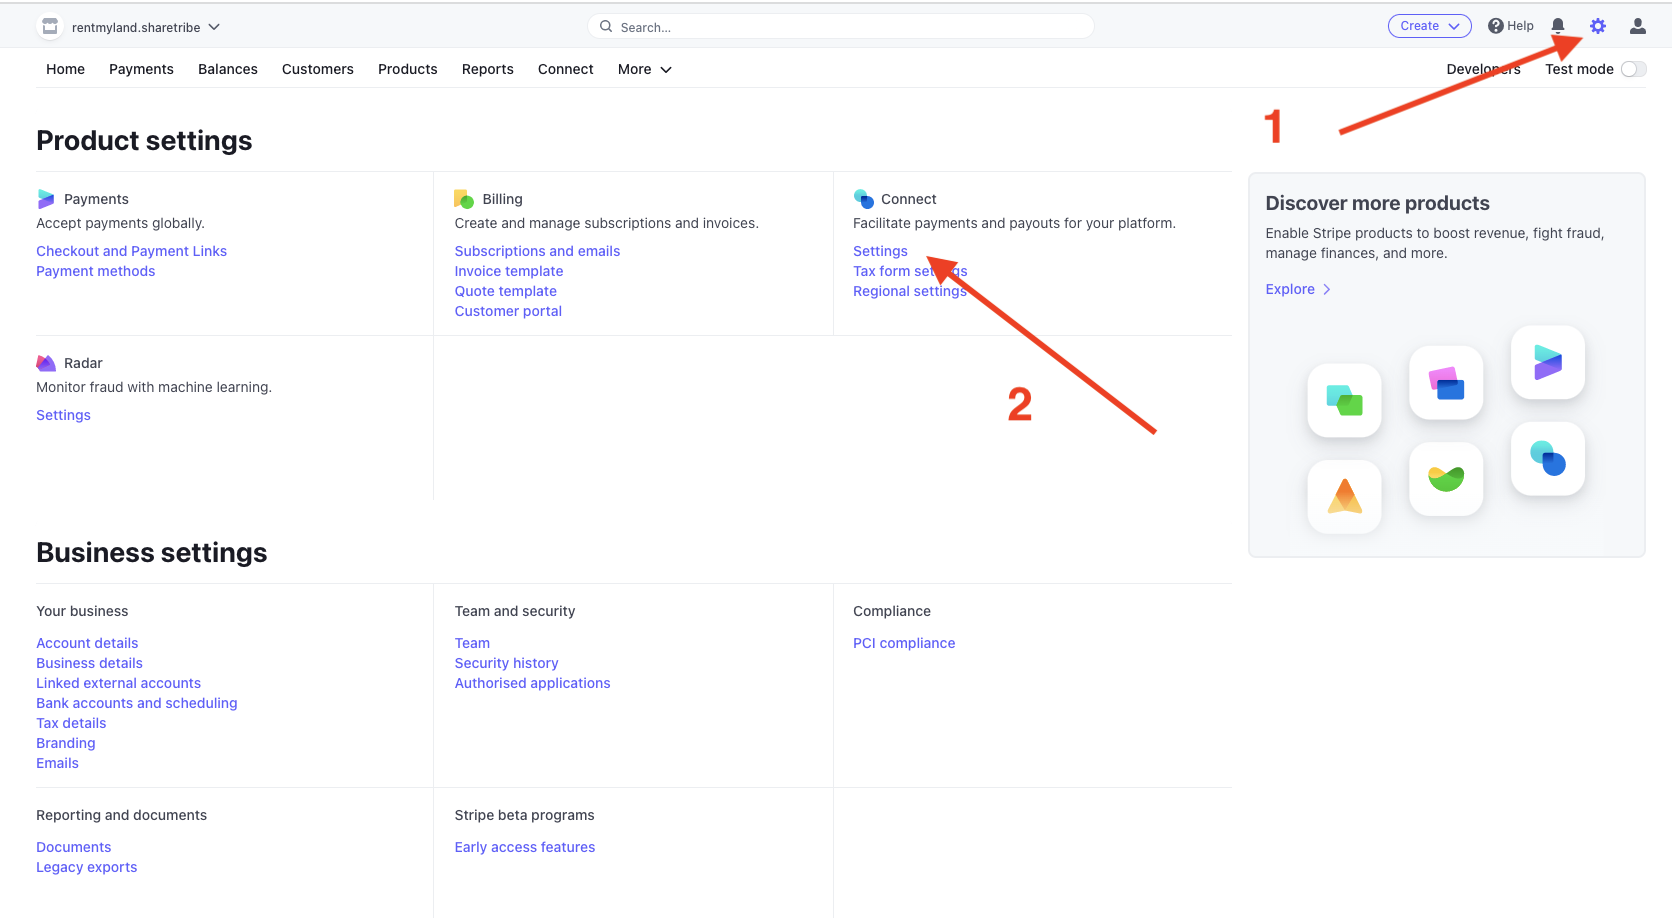 rentmyland.sharetribe
Search...
Create
Help
Home Payments Balances Customers Products Reports Connect More
Developers Test mode
1
Product settings
Payments
Accept payments globally.
Checkout and Payment Links
Payment methods
Billing
Create and manage subscriptions and invoices.
Subscriptions and emails
Invoice template
Quote template
Customer portal
Connect
Facilitate payments and payouts for your platform.
Settings
Tax form settings
Regional settings
Discover more products
Enable Stripe products to boost revenue, fight fraud,
manage finances, and more.
Explore
Radar
Monitor fraud with machine learning.
Settings
2
Business settings
Your business
Account details
Business details
Linked external accounts
Bank accounts and scheduling
Tax details
Branding
Emails
Team and security
Team
Security history
Authorised applications
Compliance
PCI compliance
Reporting and documents
Documents
Legacy exports
Stripe beta programs
Early access features